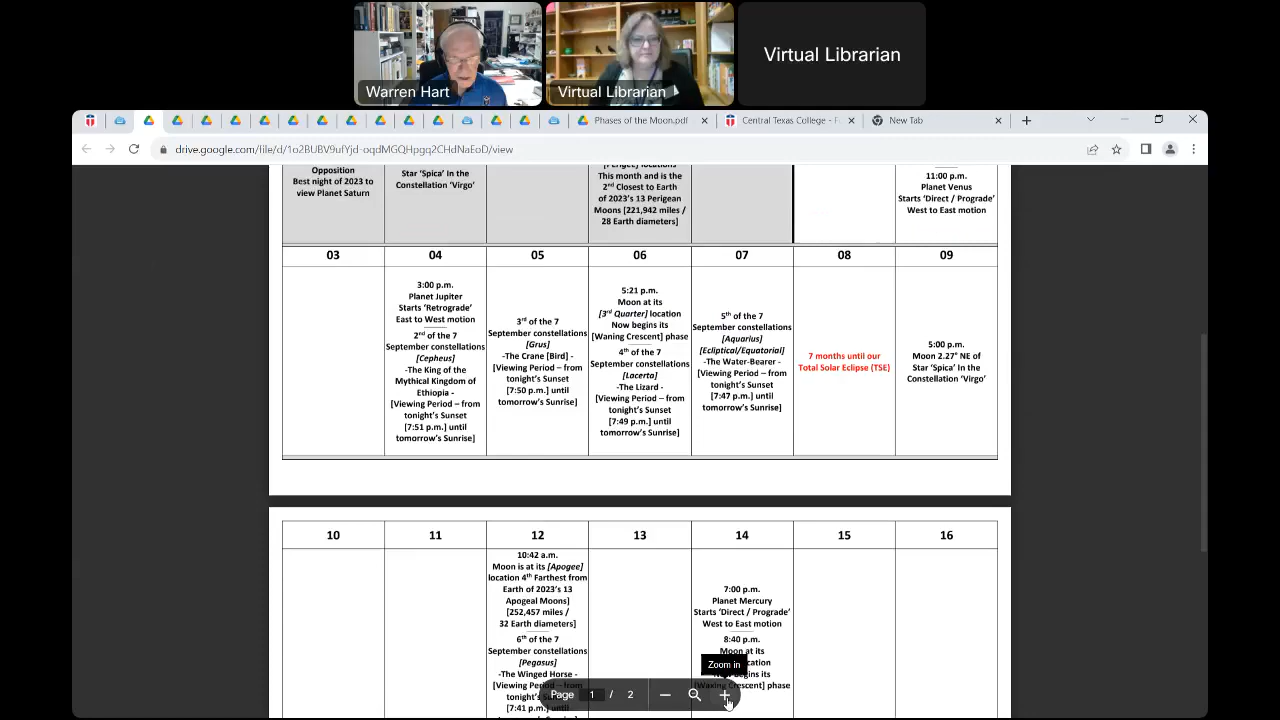 Warren Hart
Virtual Librarian
Virtual Librarian
Phases of the Moon.pdf
Central Texas College - F
New Tab
drive.google.com/file/d/1o2BUBV9ufYjd-oqdMGQHpgq2CHdNaEoD/view
Opposition
Best night of 2023 to
view Planet Saturn
Star ‘Spica’ In the
Constellation ‘Virgo’
[Perigee] locations
This month and is the
2nd Closest to Earth
of 2023’s 13 Perigean
Moons [221,942 miles /
28 Earth diameters]
11:00 p.m.
Planet Venus
Starts ‘Direct / Prograde’
West to East motion
03
04
05
06
07
08
09
3:00 p.m.
Planet Jupiter
Starts ‘Retrograde’
East to West motion
2nd of the 7
September constellations
[Cepheus]
-The King of the
Mythical Kingdom of
Ethiopia -
[Viewing Period – from
tonight’s Sunset
[7:51 p.m.] until
tomorrow’s Sunrise]
3rd of the 7
September constellations
[Grus]
-The Crane [Bird] -
[Viewing Period – from
tonight’s Sunset
[7:50 p.m.] until
tomorrow’s Sunrise]
5:21 p.m.
Moon at its
[3rd Quarter] location
Now begins its
[Waning Crescent] phase
4th of the 7
September constellations
[Lacerta]
-The Lizard -
[Viewing Period – from
tonight’s Sunset
[7:49 p.m.] until
tomorrow’s Sunrise]
5th of the 7
September constellations
[Aquarius]
[Ecliptical/Equatorial]
-The Water-Bearer -
[Viewing Period – from
tonight’s Sunset
[7:47 p.m.] until
tomorrow’s Sunrise]
7 months until our
Total Solar Eclipse (TSE)
5:00 p.m.
Moon 2.27° NE of
Star ‘Spica’ In the
Constellation ‘Virgo’
10
11
12
13
14
15
16
10:42 a.m.
Moon is at its [Apogee]
location 4th Farthest from
Earth of 2023’s 13
Apogeal Moons]
[252,457 miles /
32 Earth diameters]
6th of the 7
September constellations
[Pegasus]
-The Winged Horse -
[Viewing Period – from
tonight’s Sunset
[7:41 p.m.] until
7:00 p.m.
Planet Mercury
Starts ‘Direct / Prograde’
West to East motion
8:40 p.m.
Moon at its
[Waxing Crescent] phase
Zoom in
Page 1 / 2